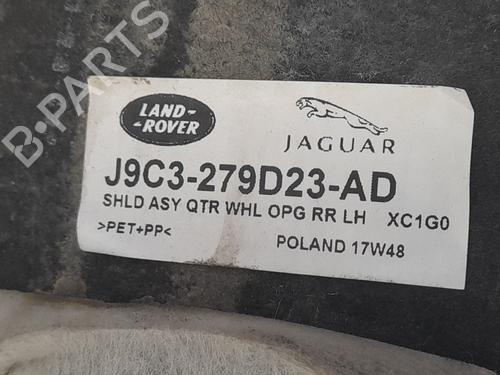 B-PARTS
LAND-
-ROVER
JAGUAR
J9C3-279D23-AD
SHLD ASY QTR WHL OPG RR LH XC1G0
>PET+PP<
POLAND 17W48